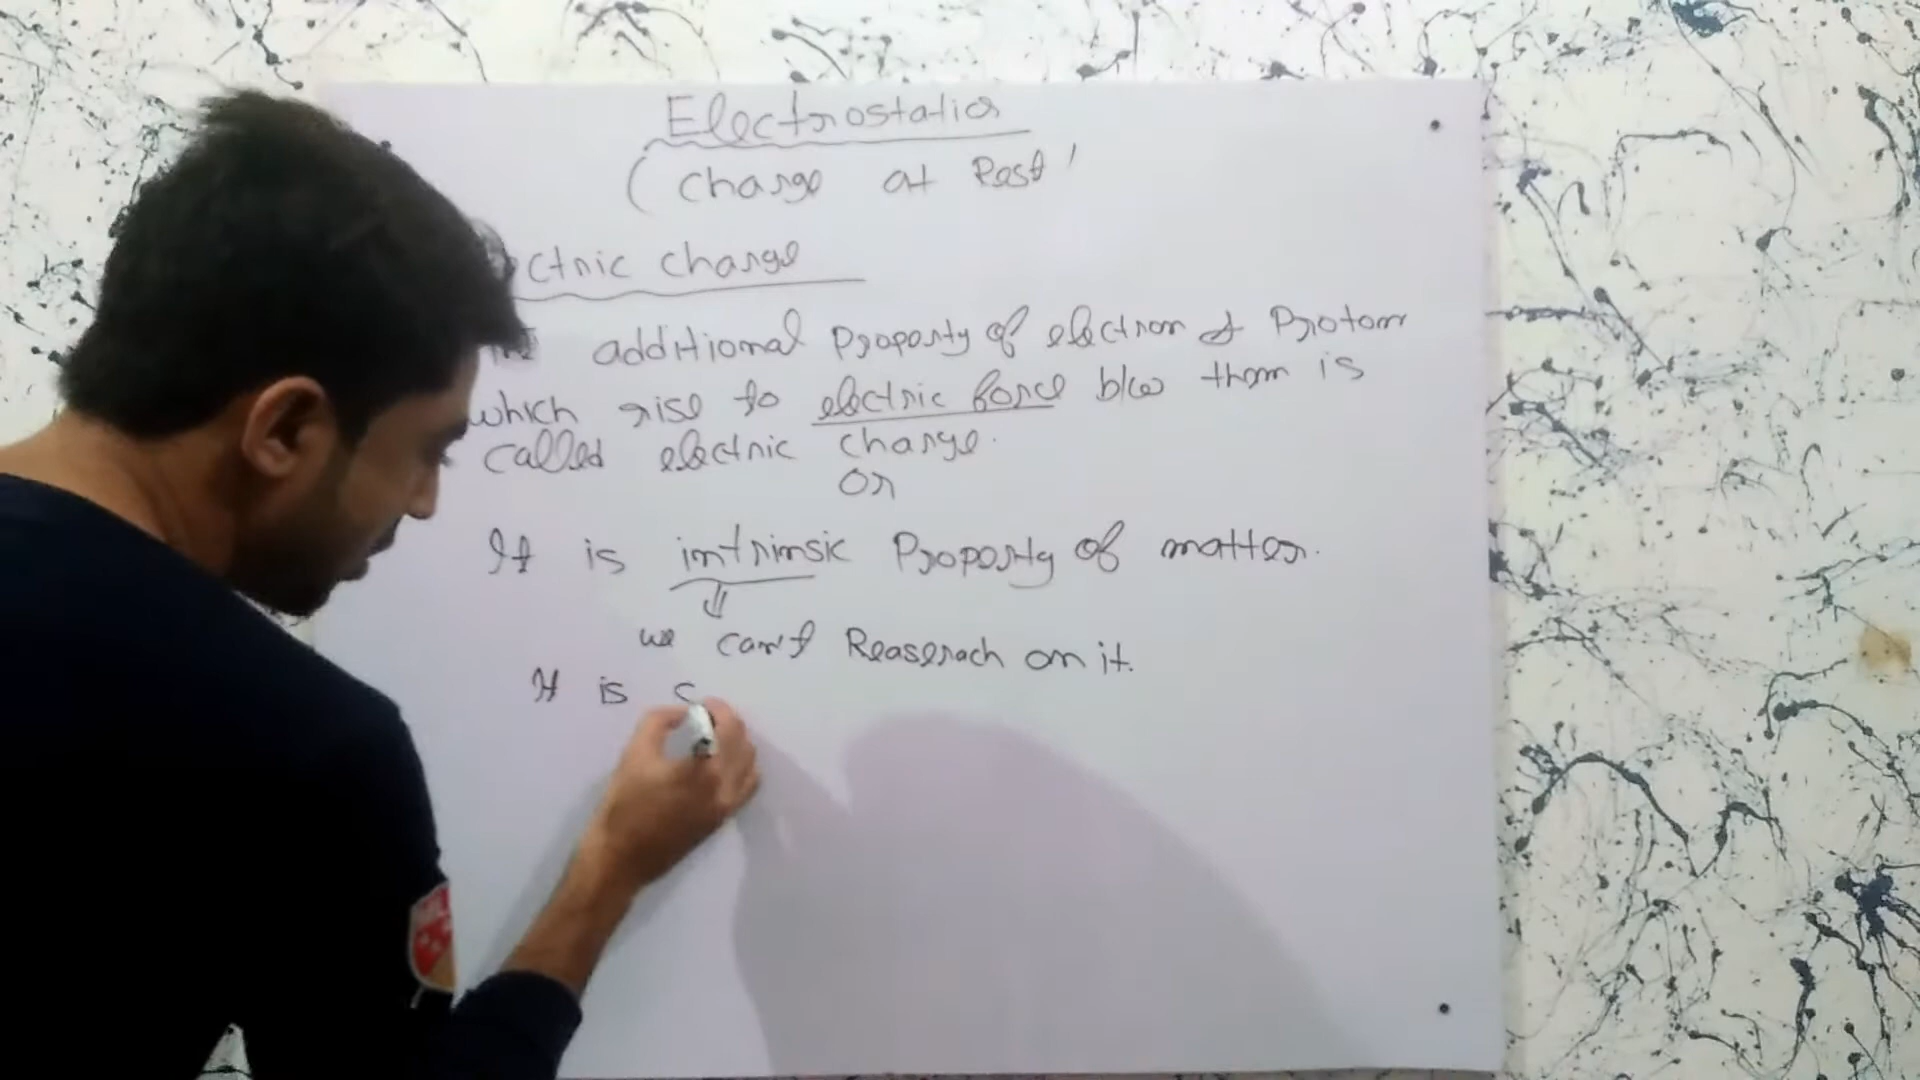 Electrostatics
(Charge at Rest
ctric charge
additional Property of electron & Proton
which rise to electric force b/w them is
called electric charge.
or
It is intrinsic Property of matter.
⇓
we can't Reaserach on it.
It is S